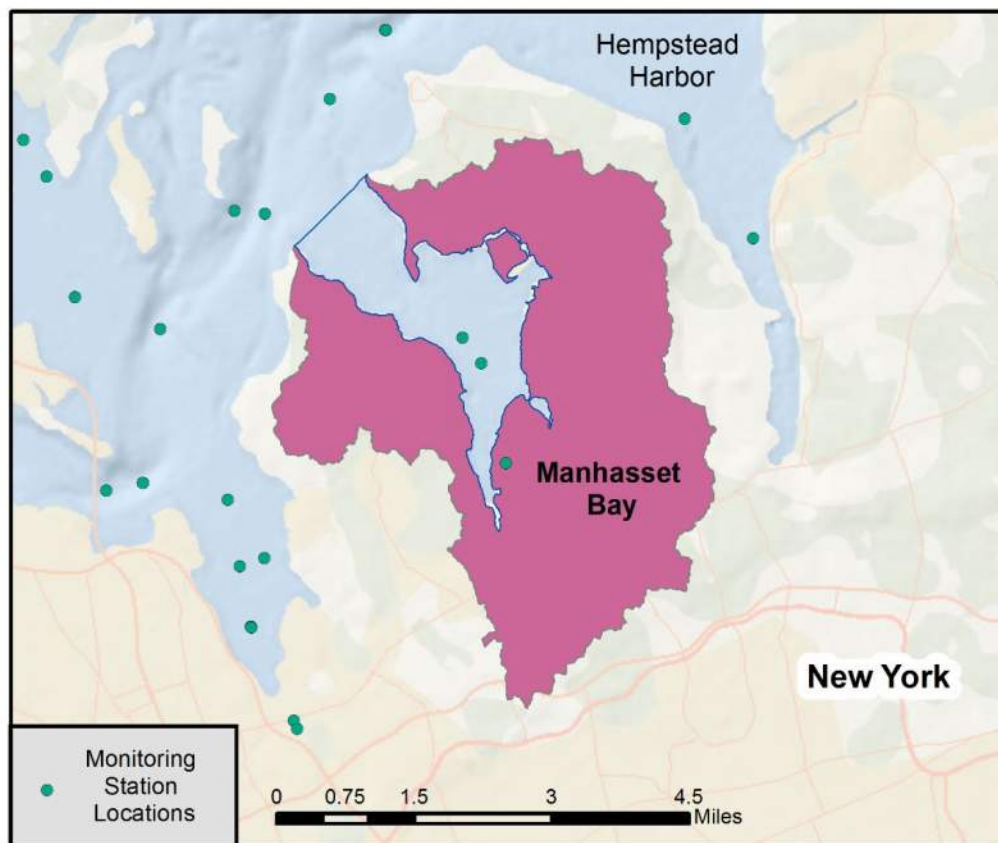 Hempstead
Harbor
Manhasset
Bay
New York
Monitoring
Station
Locations
0 0.75 1.5 3 4.5
Miles